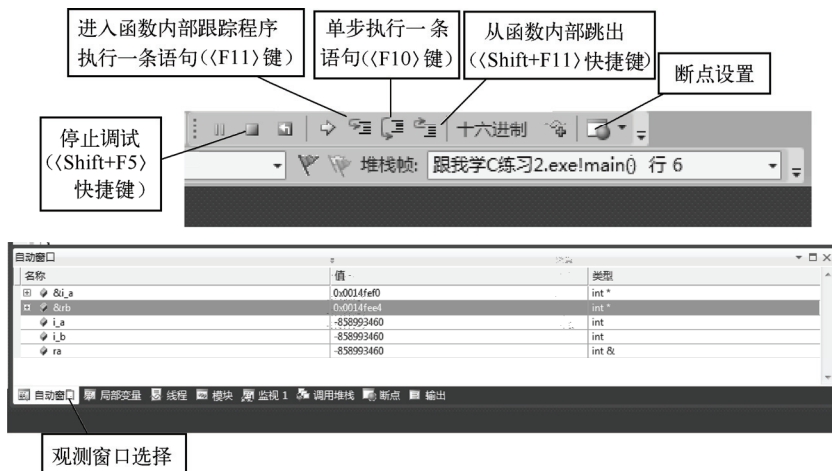 进入函数内部跟踪程序
执行一条语句(〈F11〉键)
单步执行一条
语句(〈F10〉键)
从函数内部跳出
(〈Shift+F11〉快捷键)
断点设置
停止调试
(〈Shift+F5〉
快捷键)
十六进制
堆栈帧: 跟我学C练习2.exe!main() 行 6
自动窗口
名称 值 类型
&i_a 0x0014fef0 int *
&rb 0x0014fee4 int *
i_a -858993460 int
i_b -858993460 int
ra -858993460 int &
自动窗口 局部变量 线程 模块 监视 1 调用堆栈 断点 输出
观测窗口选择